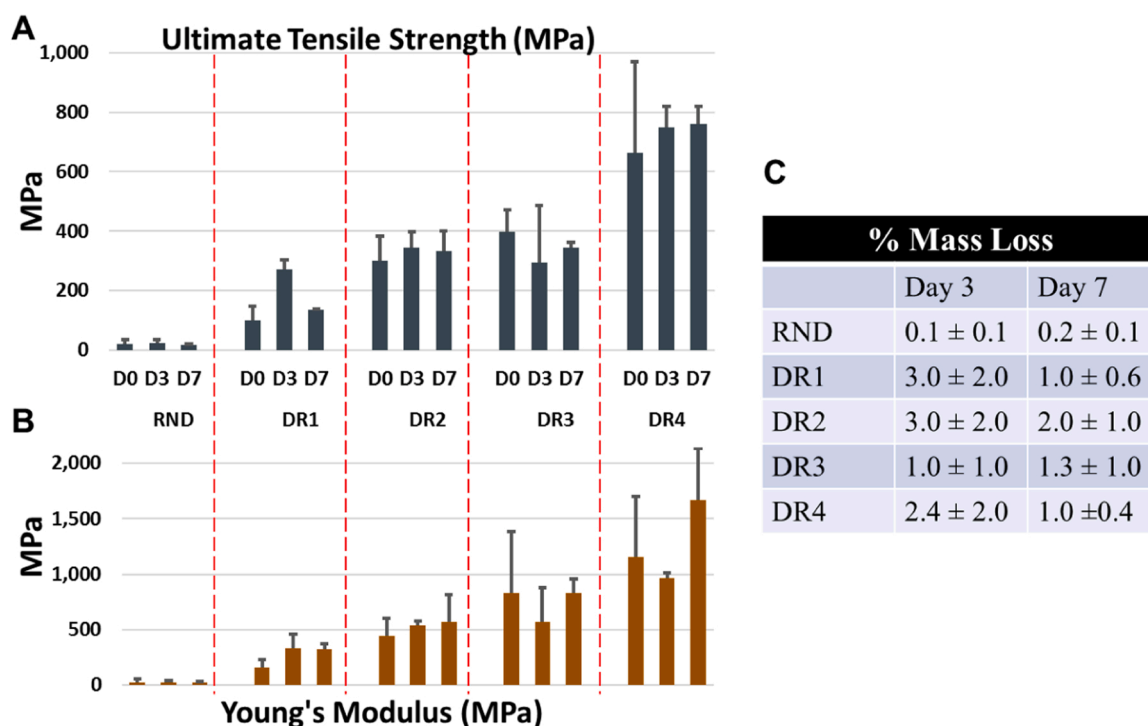 A
Ultimate Tensile Strength (MPa)
1,000
800
600
400
200
0
MPa
D0 D3 D7 D0 D3 D7 D0 D3 D7 D0 D3 D7 D0 D3 D7
RND DR1 DR2 DR3 DR4
B
2,000
1,500
1,000
500
0
MPa
Young's Modulus (MPa)
C
% Mass Loss
Day 3 Day 7
RND 0.1 ± 0.1 0.2 ± 0.1
DR1 3.0 ± 2.0 1.0 ± 0.6
DR2 3.0 ± 2.0 2.0 ± 1.0
DR3 1.0 ± 1.0 1.3 ± 1.0
DR4 2.4 ± 2.0 1.0 ±0.4